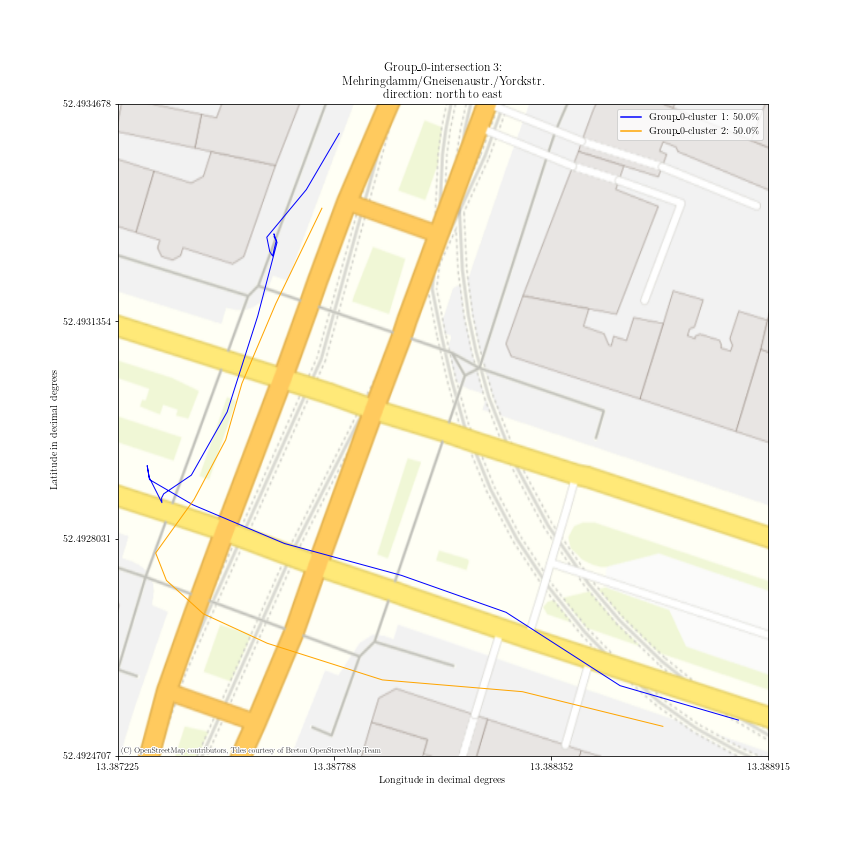 Group_0-intersection 3:
Mehringdamm/Gneisenaustr./Yorckstr.
direction: north to east
Group_0-cluster 1: 50.0%
Group_0-cluster 2: 50.0%
52.4934678
52.4931354
52.4928031
52.4924707
Latitude in decimal degrees
(C) OpenStreetMap contributors, Tiles courtesy of Breton OpenStreetMap Team
13.387225
13.387788
13.388352
13.388915
Longitude in decimal degrees